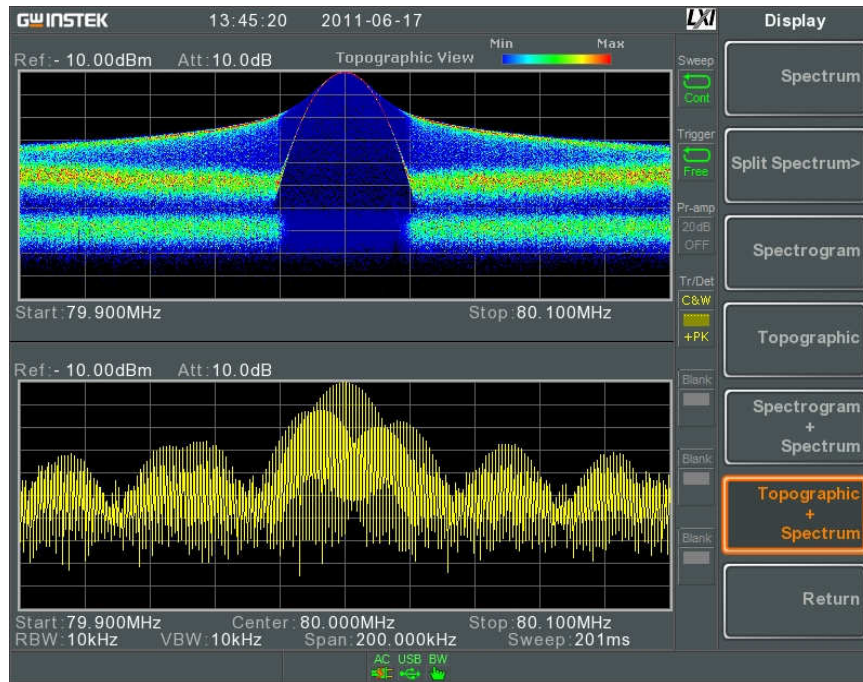 GWINSTEK 13:45:20 2011-06-17 LXI
Ref:- 10.00dBm Att:10.0dB Topographic View Min Max
Start:79.900MHz Stop:80.100MHz
Ref:- 10.00dBm Att:10.0dB
Start:79.900MHz Center:80.000MHz Stop:80.100MHz
RBW:10kHz VBW:10kHz Span:200.000kHz Sweep:201ms
AC USB BW
Sweep
Cont
Trigger
Free
Pr-amp
20dB
OFF
Tr/Det
C&W
+PK
Blank
Blank
Blank
Display
Spectrum
Split Spectrum>
Spectrogram
Topographic
Spectrogram
+
Spectrum
Topographic
+
Spectrum
Return